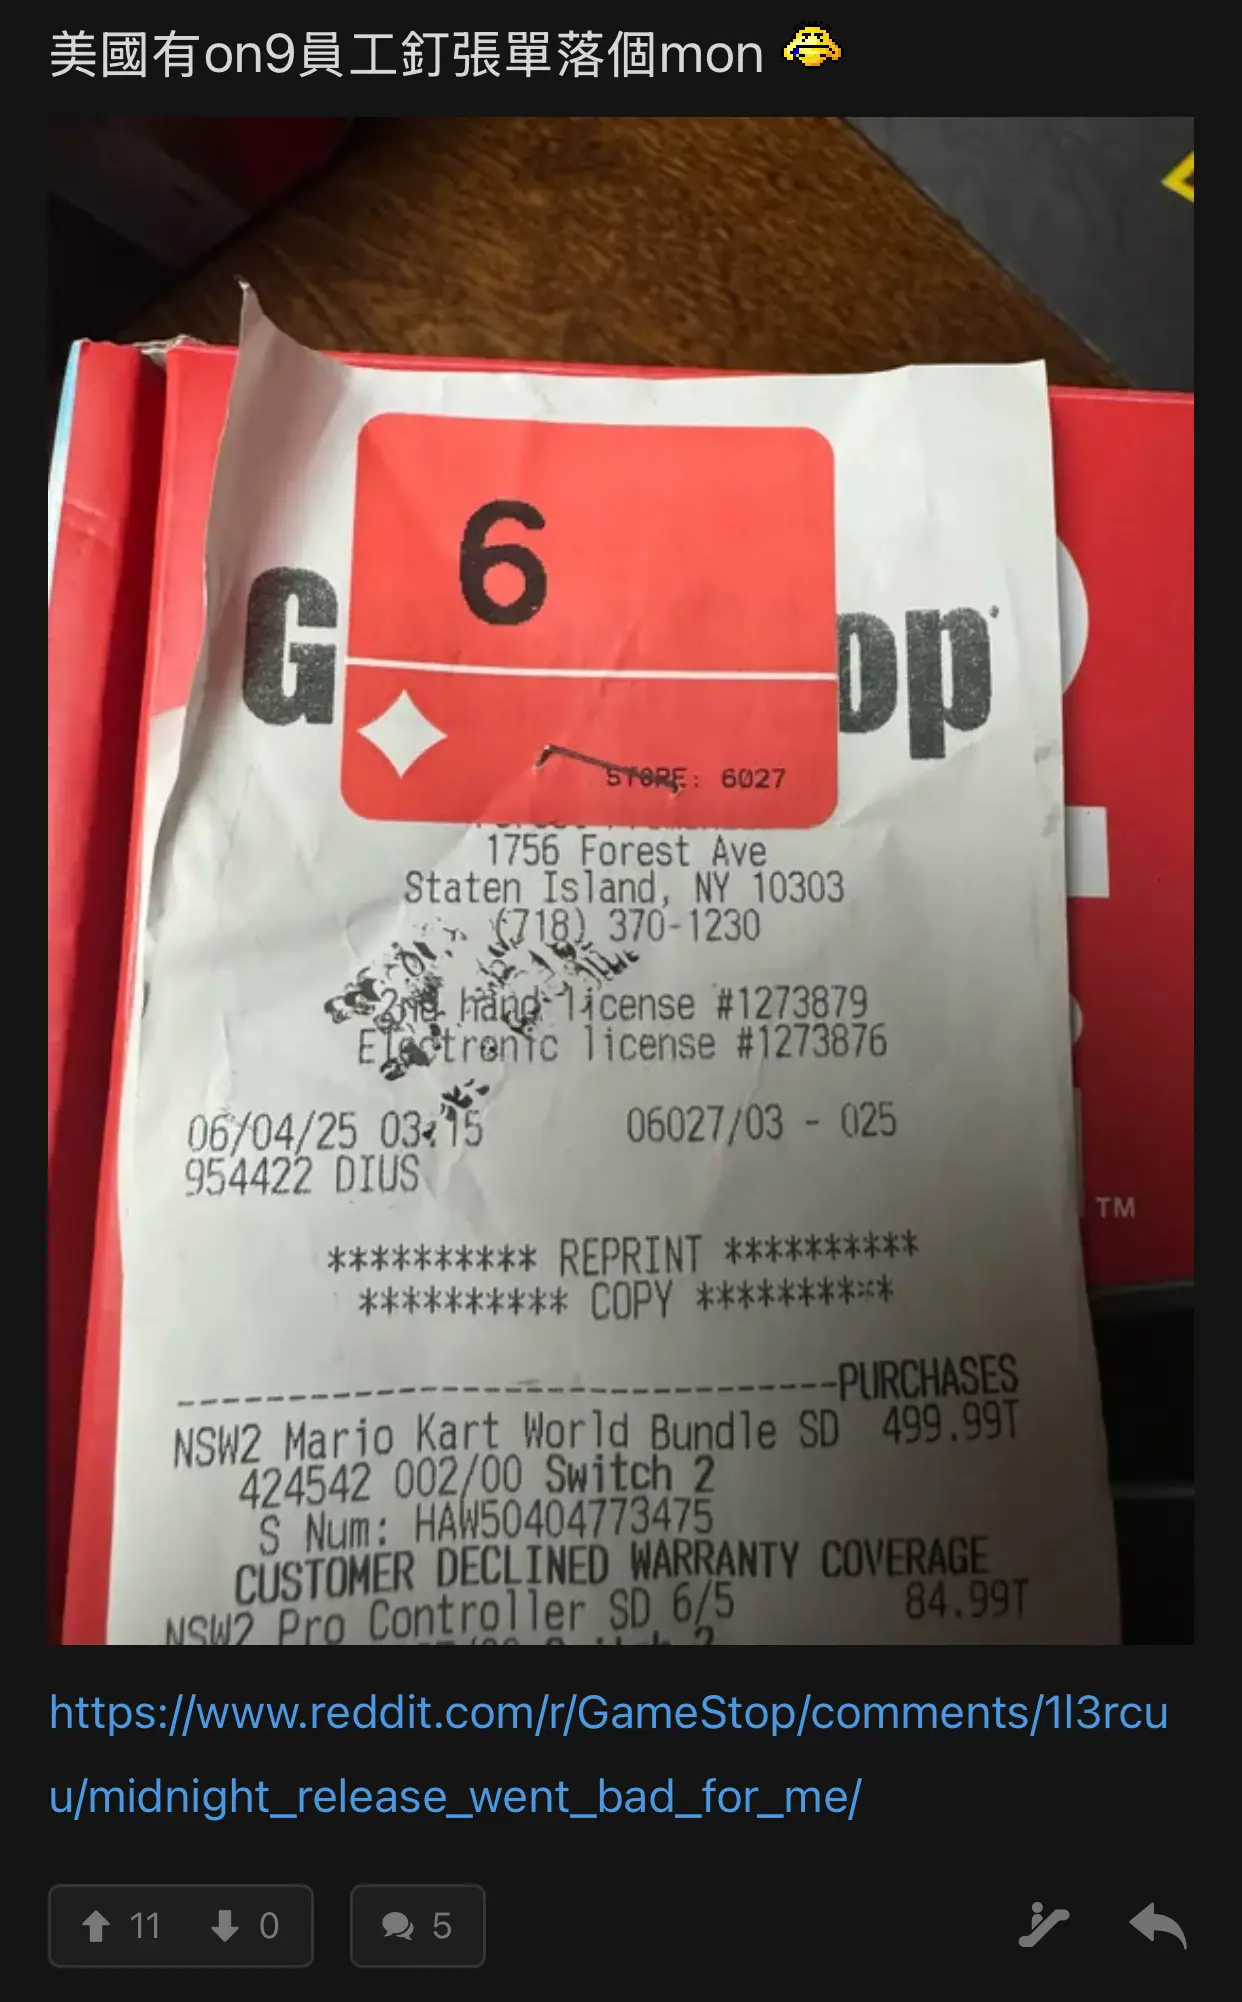 美國有on9員工釘張單落個mon
6
G op
STORE: 6027
1756 Forest Ave
Staten Island, NY 10303
(718) 370-1230
2nd hand license #1273879
Electronic license #1273876
06/04/25 03:15 06027/03 - 025
954422 DIUS
********** REPRINT **********
********** COPY **********
--------------------------------PURCHASES
NSW2 Mario Kart World Bundle SD 499.99T
424542 002/00 Switch 2
S Num: HAW50404773475
CUSTOMER DECLINED WARRANTY COVERAGE
NSW2 Pro Controller SD 6/5 84.99T
Switch 2
TM
https://www.reddit.com/r/GameStop/comments/1l3rcu
u/midnight_release_went_bad_for_me/
11 0 5